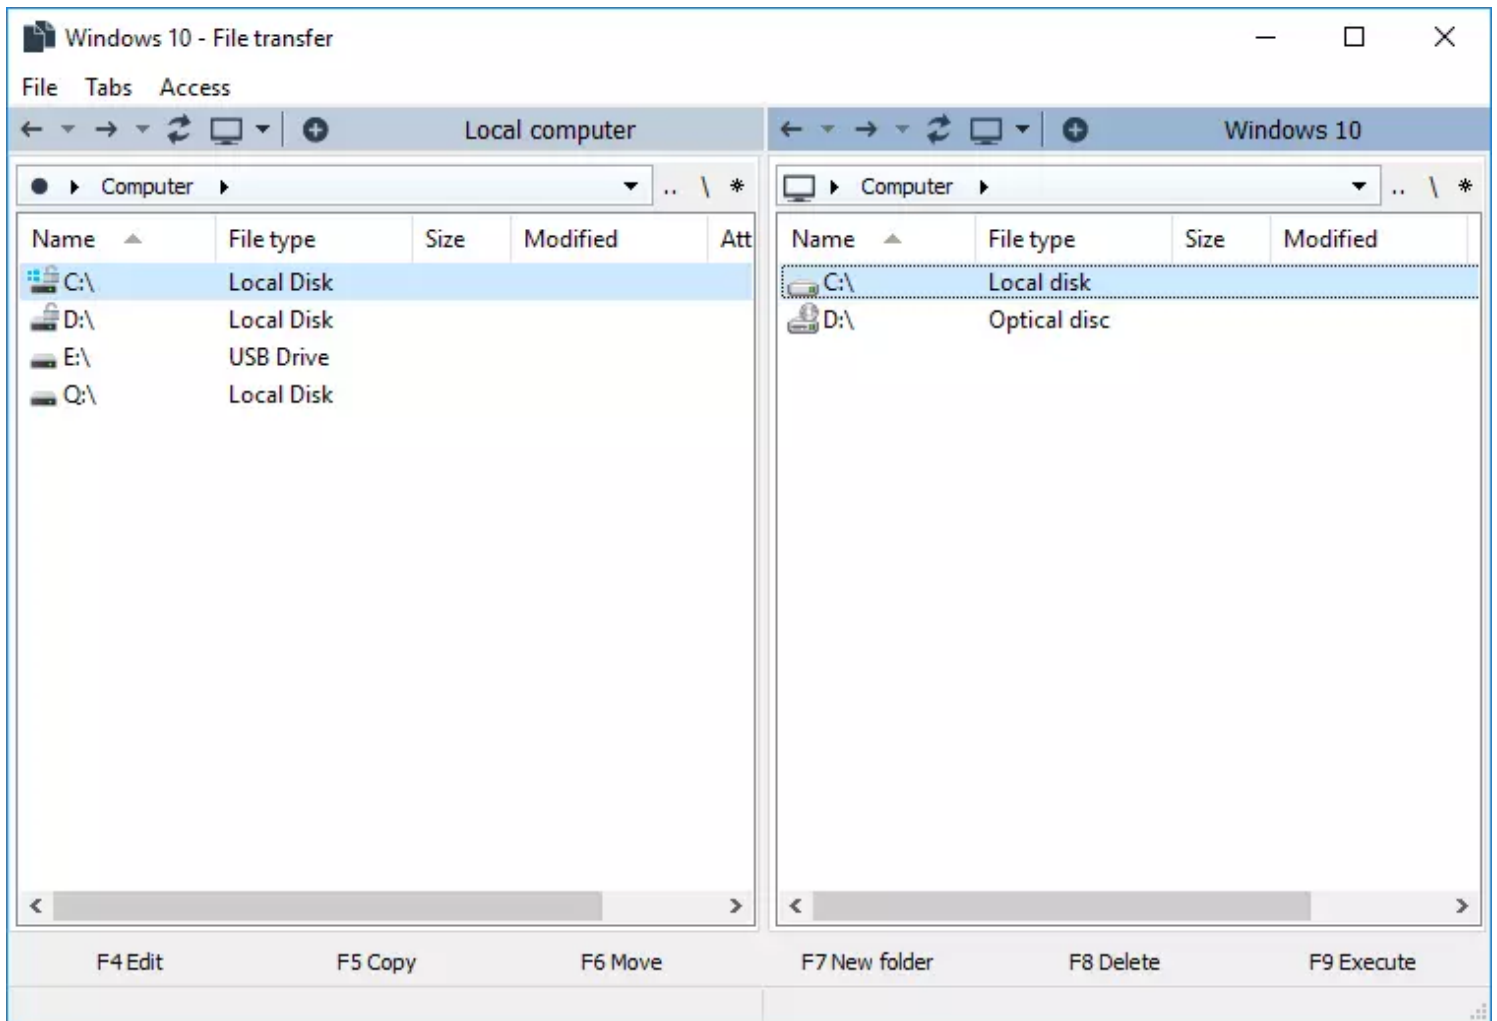 Windows 10 - File transfer
File Tabs Access
Local computer
Computer .. \ *
Name File type Size Modified Att
C:\ Local Disk
D:\ Local Disk
E:\ USB Drive
Q:\ Local Disk
Windows 10
Computer .. \ *
Name File type Size Modified
C:\ Local disk
D:\ Optical disc
F4 Edit F5 Copy F6 Move F7 New folder F8 Delete F9 Execute